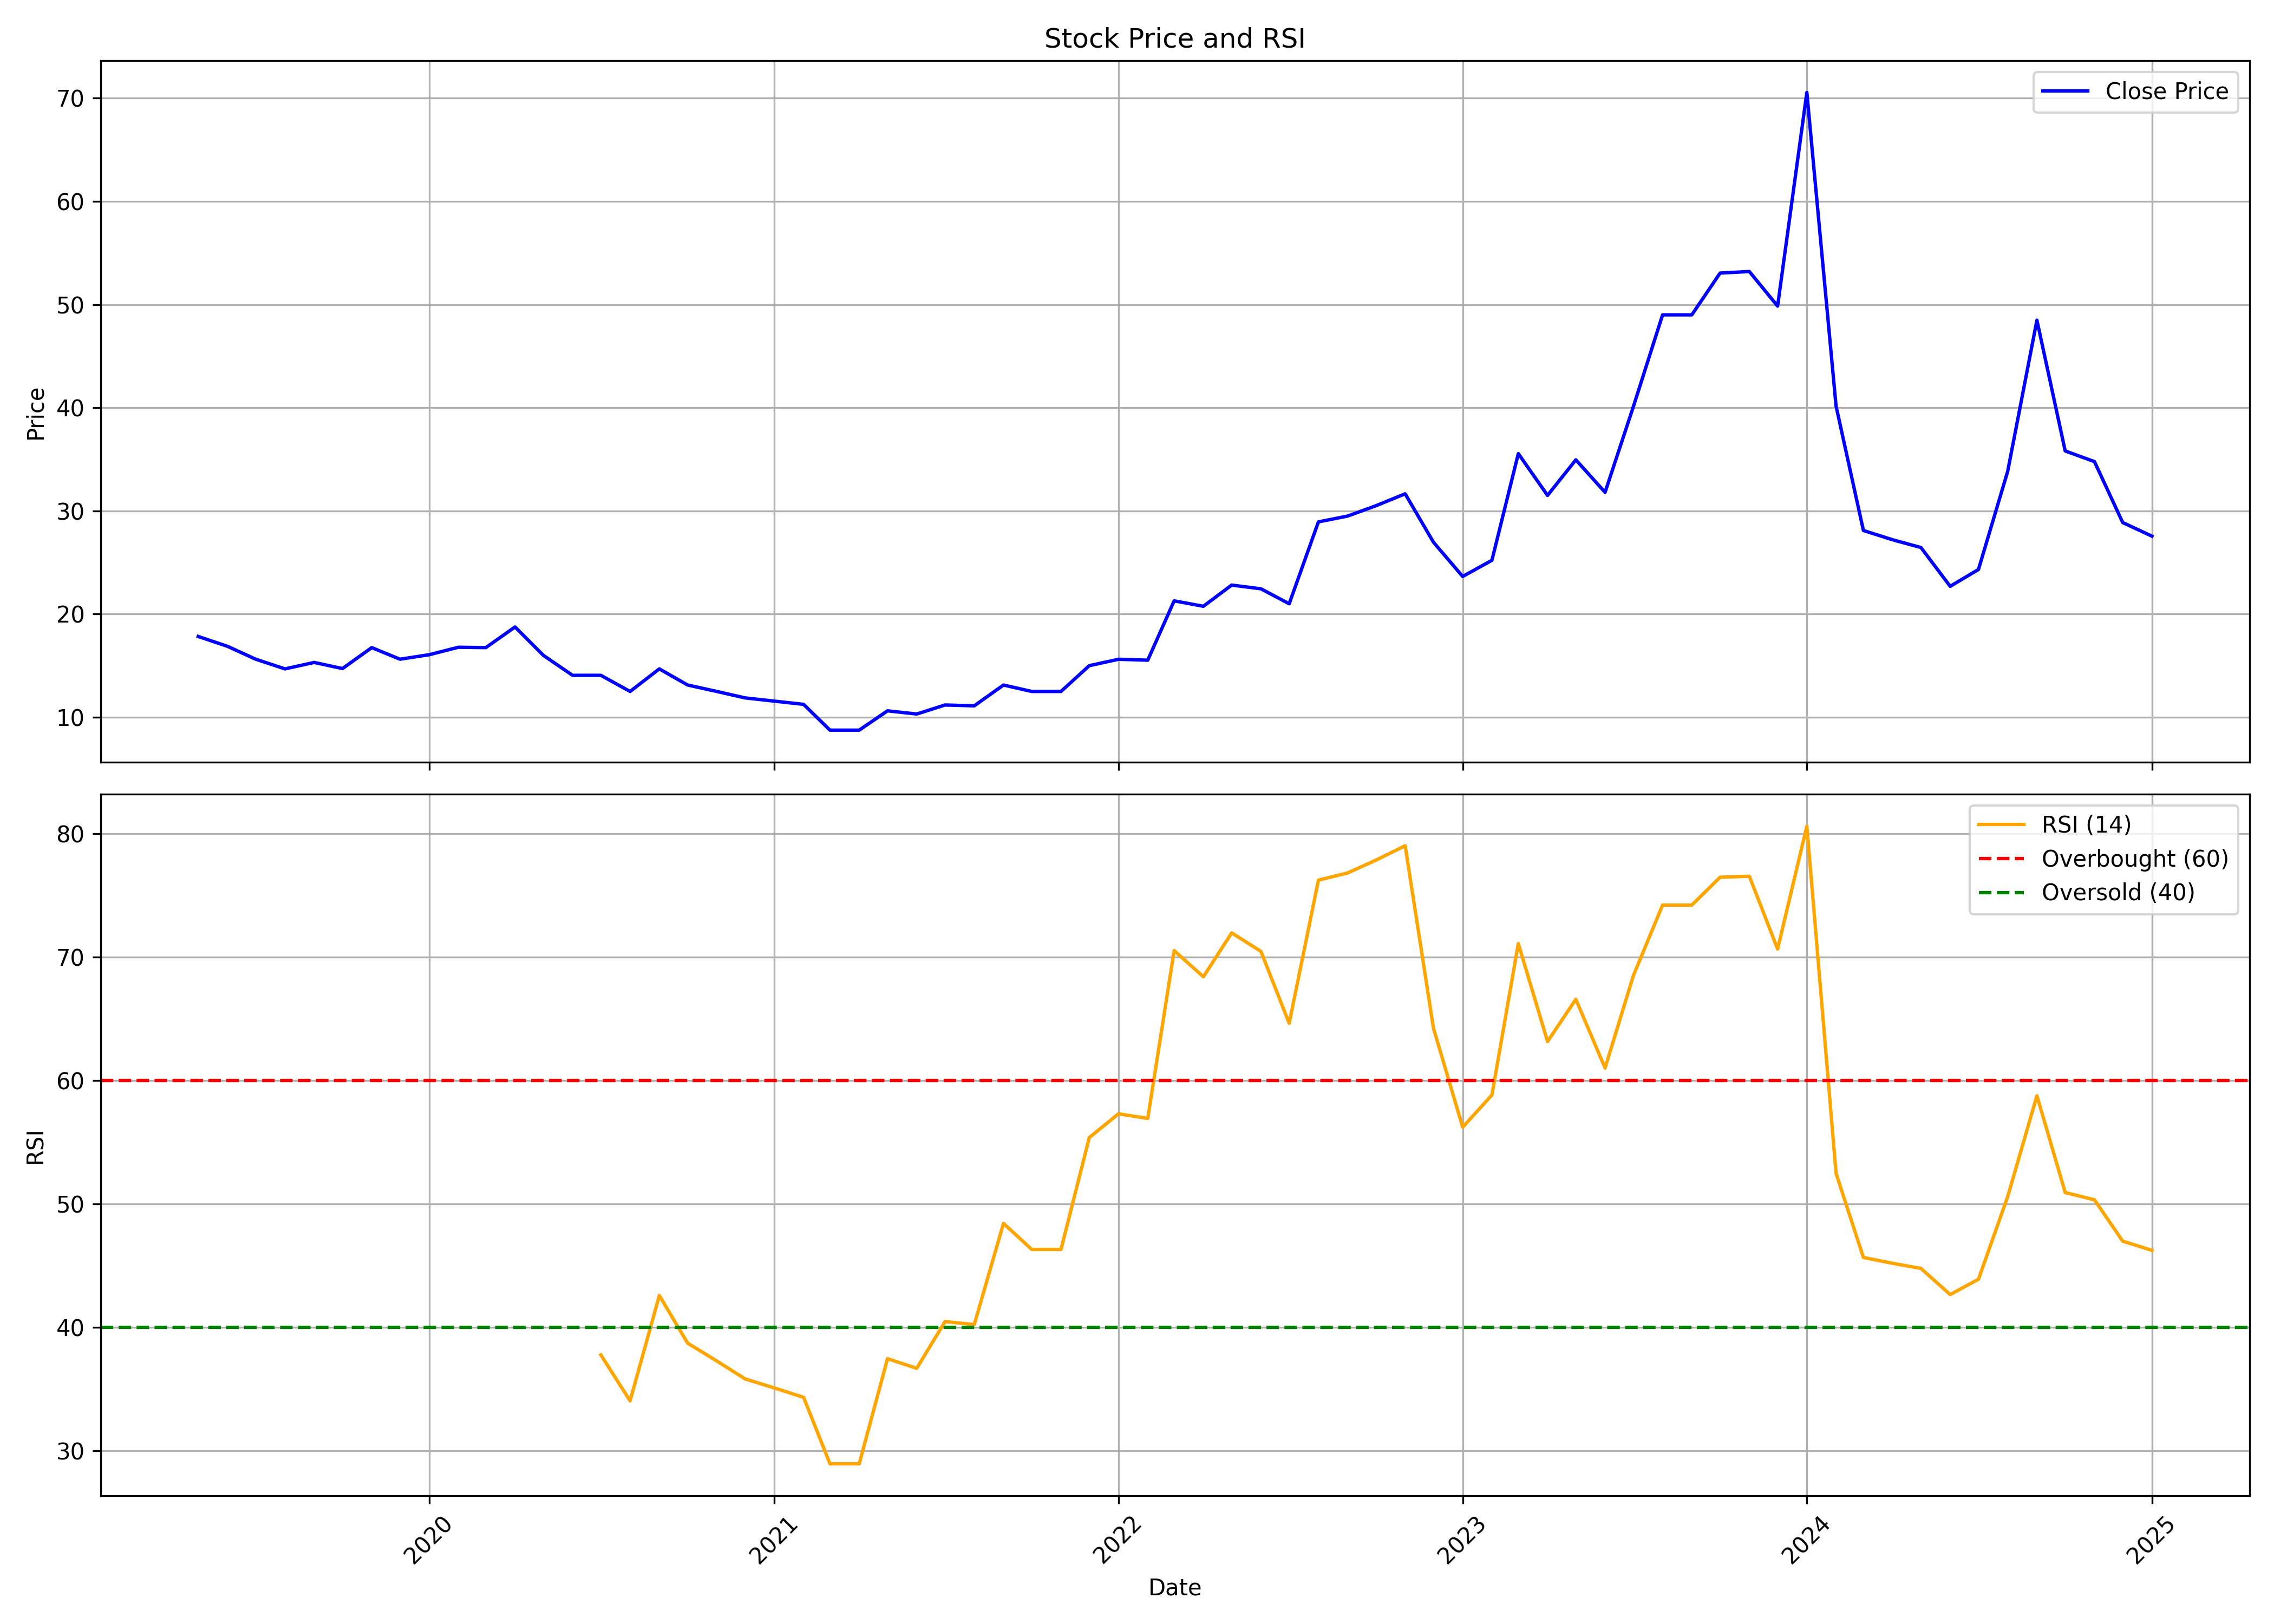 Stock Price and RSI
Close Price
70
60
50
40
30
20
10
Price
RSI (14)
Overbought (60)
Oversold (40)
80
70
60
50
40
30
RSI
2020
2021
2022
2023
2024
2025
Date